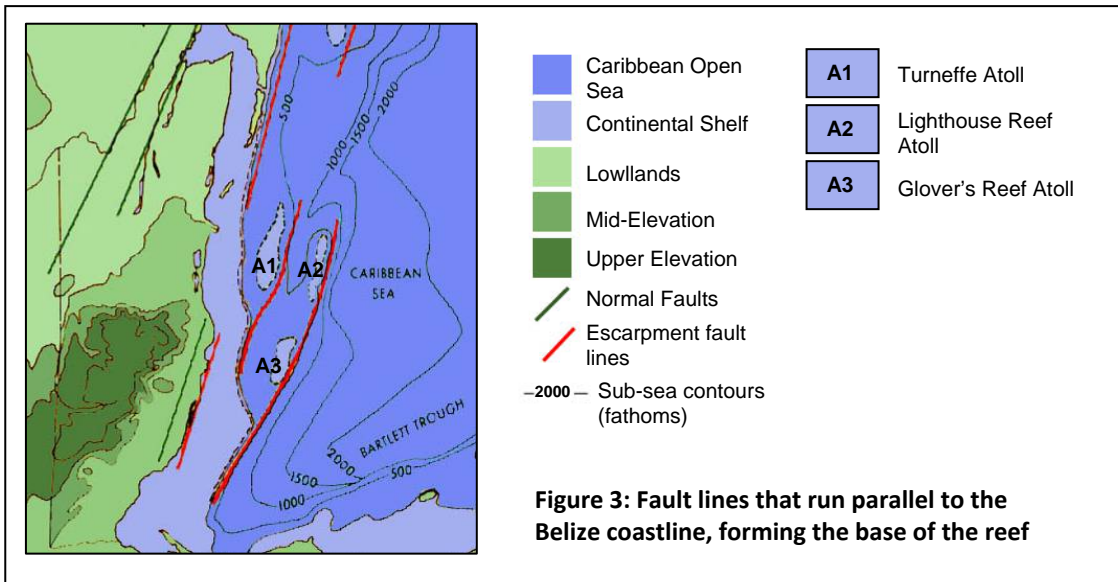 500
1000
1500
2000
A1
A2
A3
CARIBBEAN
SEA
BARTLETT TROUGH
2000
1500
1000
500
Caribbean Open
Sea
Continental Shelf
Lowllands
Mid-Elevation
Upper Elevation
Normal Faults
Escarpment fault
lines
–2000 – Sub-sea contours
(fathoms)
A1 Turneffe Atoll
A2 Lighthouse Reef
Atoll
A3 Glover's Reef Atoll
Figure 3: Fault lines that run parallel to the
Belize coastline, forming the base of the reef